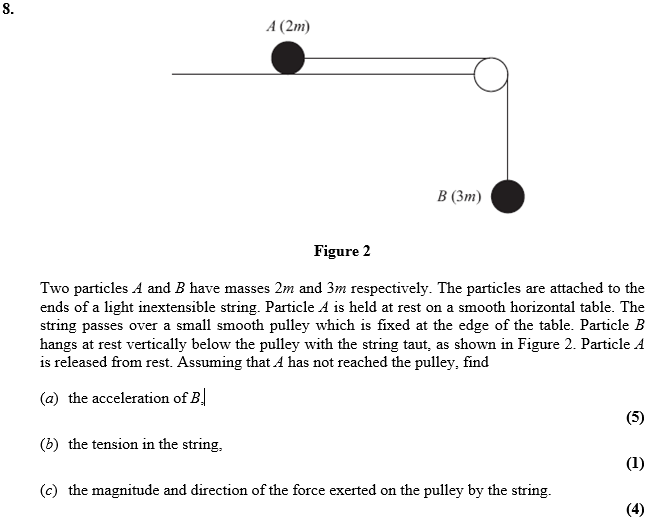 8.
A (2m)
B (3m)
Figure 2
Two particles A and B have masses 2m and 3m respectively. The particles are attached to the
ends of a light inextensible string. Particle A is held at rest on a smooth horizontal table. The
string passes over a small smooth pulley which is fixed at the edge of the table. Particle B
hangs at rest vertically below the pulley with the string taut, as shown in Figure 2. Particle A
is released from rest. Assuming that A has not reached the pulley, find
(a) the acceleration of B,
(5)
(b) the tension in the string,
(1)
(c) the magnitude and direction of the force exerted on the pulley by the string.
(4)